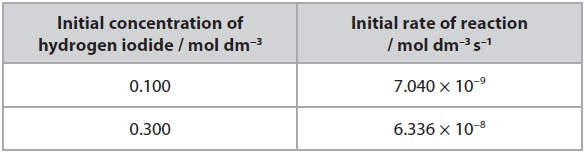 Initial concentration of
hydrogen iodide / mol dm⁻³
Initial rate of reaction
/ mol dm⁻³ s⁻¹
0.100
7.040 × 10⁻⁹
0.300
6.336 × 10⁻⁸